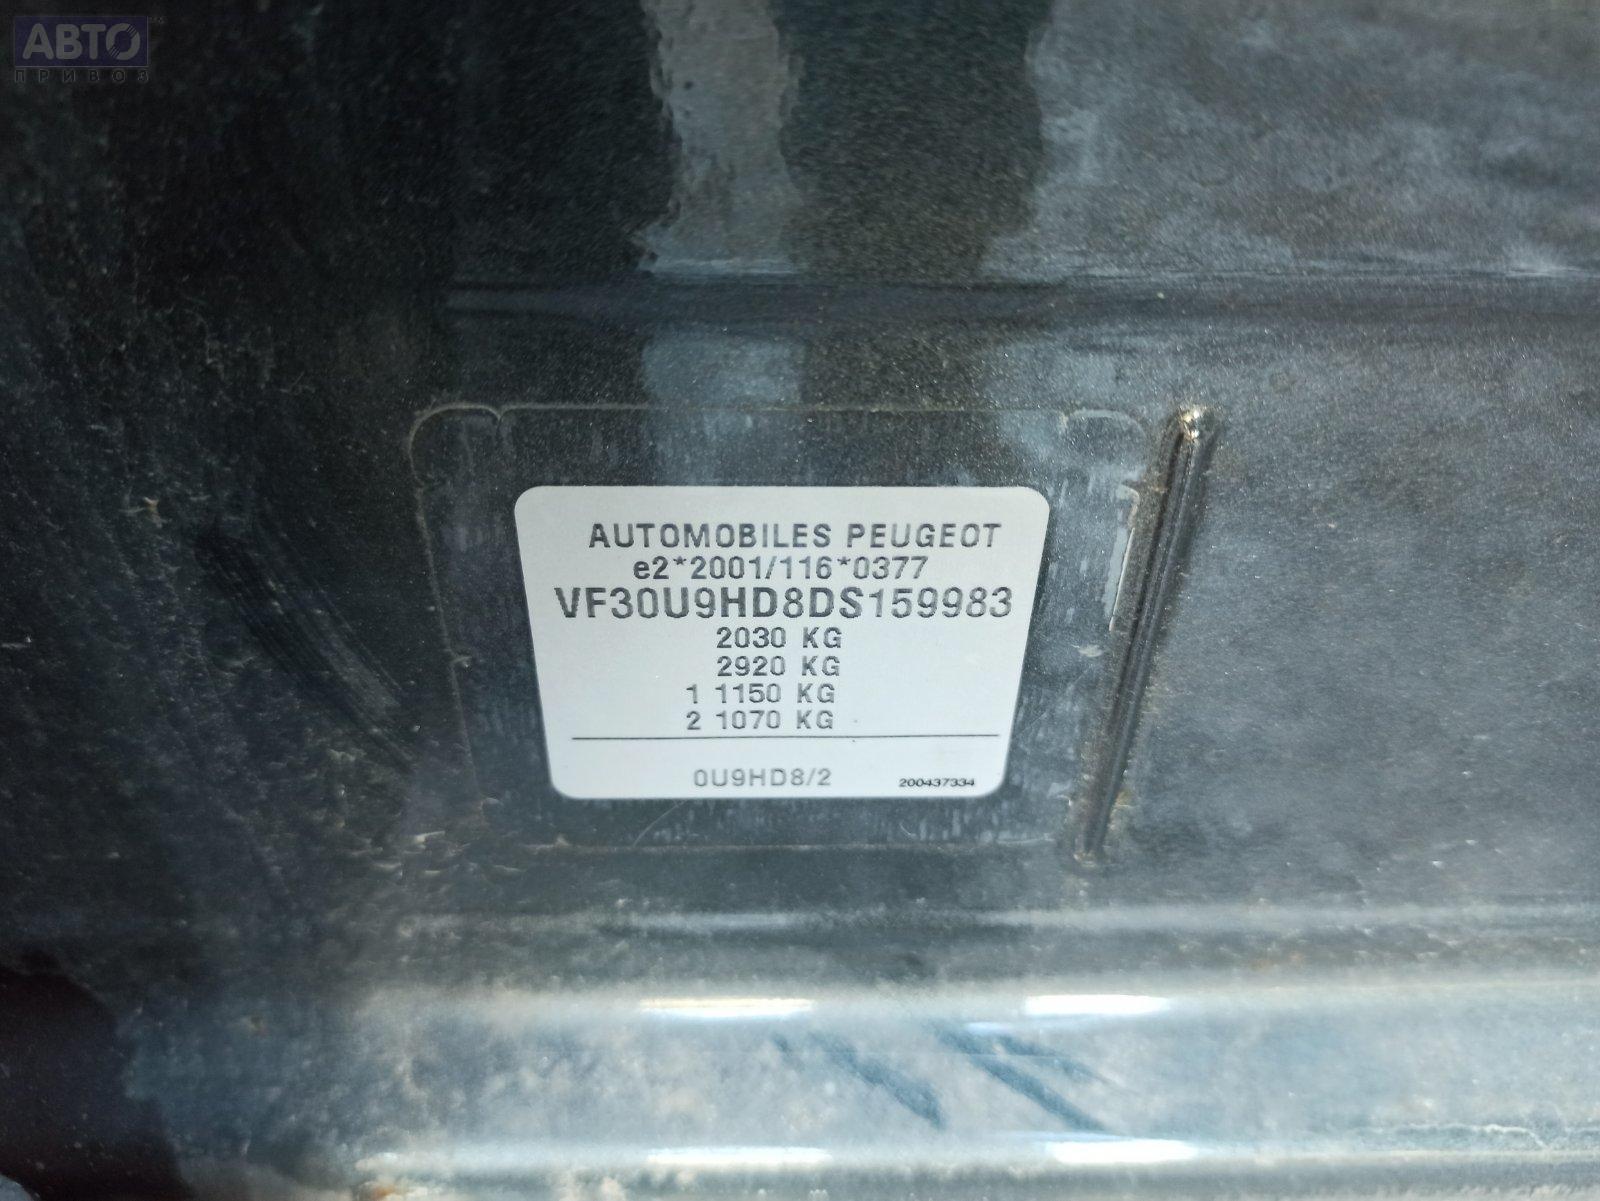 АВТО
ПРИВОЗ
AUTOMOBILES PEUGEOT
e2*2001/116*0377
VF30U9HD8DS159983
2030 KG
2920 KG
1 1150 KG
2 1070 KG
0U9HD8/2
200437334